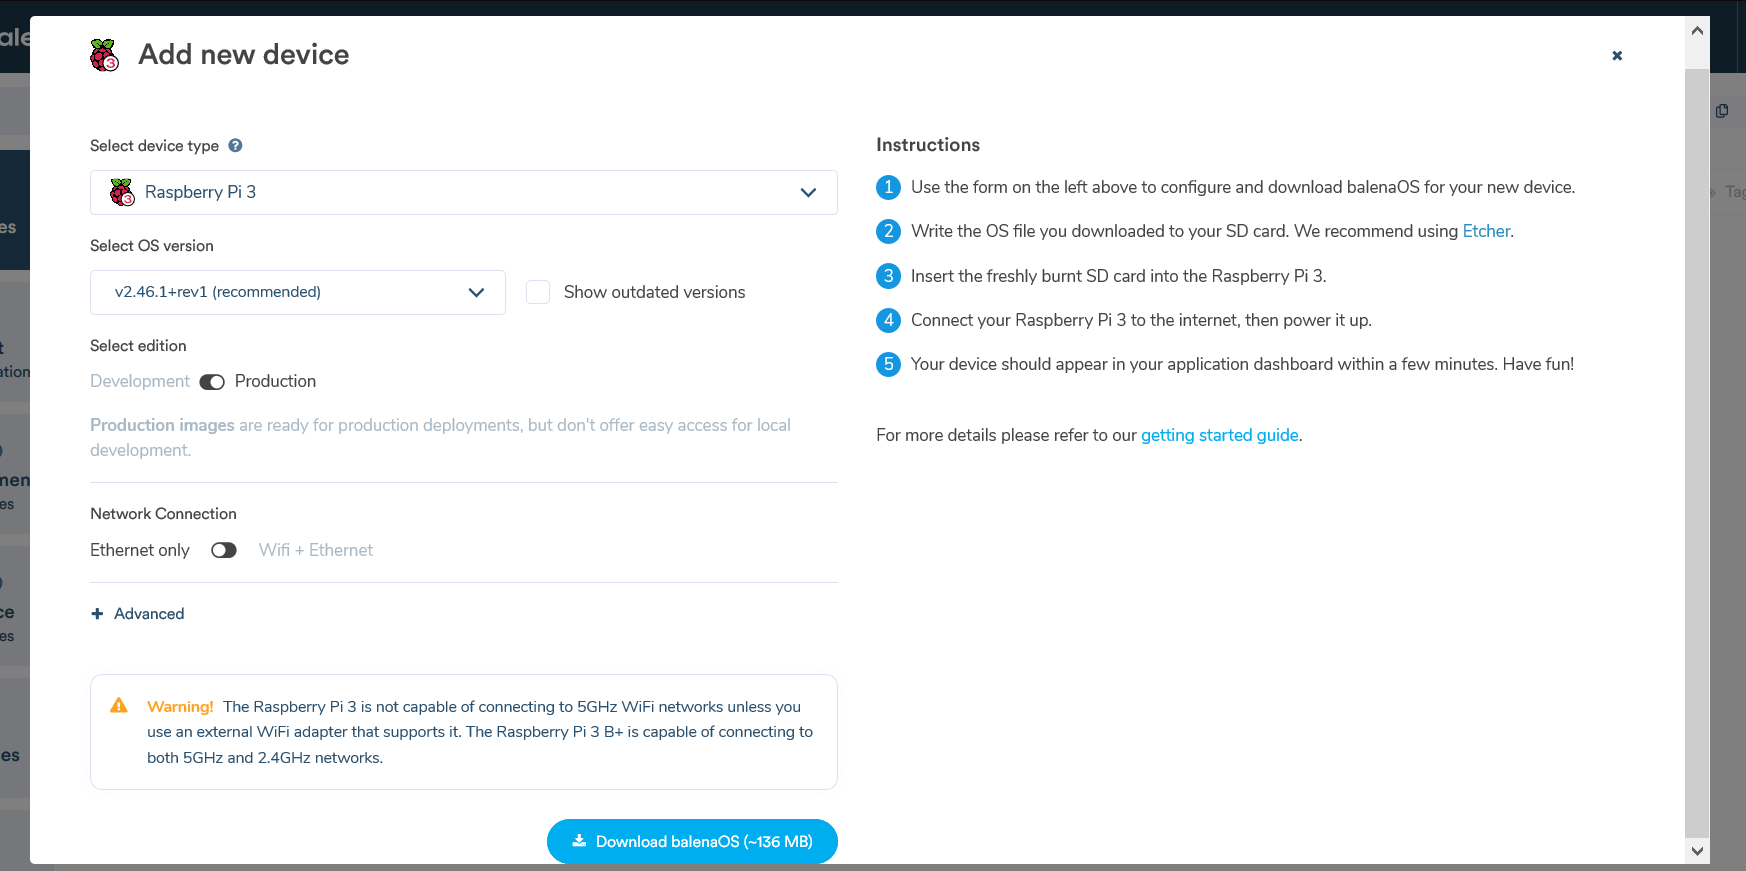 Add new device
Select device type
Raspberry Pi 3
Select OS version
v2.46.1+rev1 (recommended)
Show outdated versions
Select edition
Development Production
Production images are ready for production deployments, but don't offer easy access for local
development.
Network Connection
Ethernet only Wifi + Ethernet
+ Advanced
Warning! The Raspberry Pi 3 is not capable of connecting to 5GHz WiFi networks unless you
use an external WiFi adapter that supports it. The Raspberry Pi 3 B+ is capable of connecting to
both 5GHz and 2.4GHz networks.
Download balenaOS (~136 MB)
Instructions
1 Use the form on the left above to configure and download balenaOS for your new device.
2 Write the OS file you downloaded to your SD card. We recommend using Etcher.
3 Insert the freshly burnt SD card into the Raspberry Pi 3.
4 Connect your Raspberry Pi 3 to the internet, then power it up.
5 Your device should appear in your application dashboard within a few minutes. Have fun!
For more details please refer to our getting started guide.